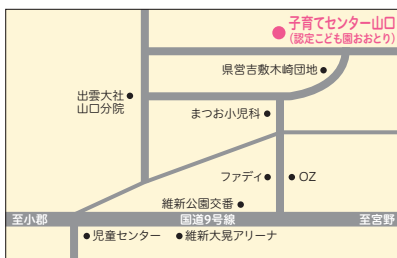 子育てセンター山口
(認定こども園おおとり)
県営吉敷木崎団地
出雲大社
山口分院
まつお小児科
ファディ
OZ
維新公園交番
至小郡
国道9号線
至宮野
児童センター
維新大晃アリーナ